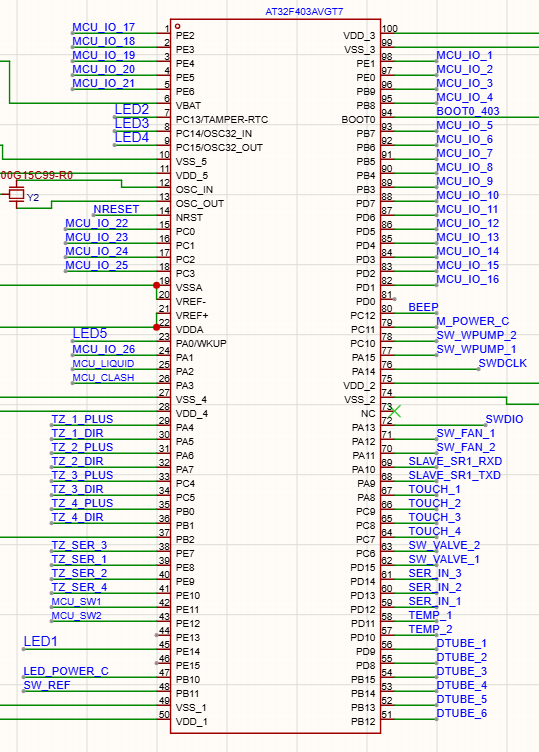 AT32F403AVGT7
MCU_IO_17 1 PE2
MCU_IO_18 2 PE3
MCU_IO_19 3 PE4
MCU_IO_20 4 PE5
MCU_IO_21 5 PE6
6 VBAT
LED2 7 PC13/TAMPER-RTC
LED3 8 PC14/OSC32_IN
LED4 9 PC15/OSC32_OUT
10 VSS_5
11 VDD_5
00G15C99-R0
12 OSC_IN
Y2
13 OSC_OUT
NRESET 14 NRST
MCU_IO_22 15 PC0
MCU_IO_23 16 PC1
MCU_IO_24 17 PC2
MCU_IO_25 18 PC3
19 VSSA
20 VREF-
21 VREF+
22 VDDA
LED5 23 PA0/WKUP
MCU_IO_26 24 PA1
MCU_LIQUID 25 PA2
MCU_CLASH 26 PA3
27 VSS_4
28 VDD_4
TZ_1_PLUS 29 PA4
TZ_1_DIR 30 PA5
TZ_2_PLUS 31 PA6
TZ_2_DIR 32 PA7
TZ_3_PLUS 33 PC4
TZ_3_DIR 34 PC5
TZ_4_PLUS 35 PB0
TZ_4_DIR 36 PB1
37 PB2
TZ_SER_3 38 PE7
TZ_SER_1 39 PE8
TZ_SER_2 40 PE9
TZ_SER_4 41 PE10
MCU_SW1 42 PE11
MCU_SW2 43 PE12
44 PE13
LED1 45 PE14
46 PE15
LED_POWER_C 47 PB10
SW_REF 48 PB11
49 VSS_1
50 VDD_1
VDD_3 100
VSS_3 99
PE1 98 MCU_IO_1
PE0 97 MCU_IO_2
PB9 96 MCU_IO_3
PB8 95 MCU_IO_4
BOOT0 94 BOOT0_403
PB7 93 MCU_IO_5
PB6 92 MCU_IO_6
PB5 91 MCU_IO_7
PB4 90 MCU_IO_8
PB3 89 MCU_IO_9
PD7 88 MCU_IO_10
PD6 87 MCU_IO_11
PD5 86 MCU_IO_12
PD4 85 MCU_IO_13
PD3 84 MCU_IO_14
PD2 83 MCU_IO_15
PD1 82 MCU_IO_16
PD0 81
PC12 80 BEEP
PC11 79 M_POWER_C
PC10 78 SW_WPUMP_2
PA15 77 SW_WPUMP_1
PA14 76 SWDCLK
VDD_2 75
VSS_2 74
NC 73
PA13 72 SWDIO
PA12 71 SW_FAN_1
PA11 70 SW_FAN_2
PA10 69 SLAVE_SR1_RXD
PA9 68 SLAVE_SR1_TXD
PA8 67 TOUCH_1
PC9 66 TOUCH_2
PC8 65 TOUCH_3
PC7 64 TOUCH_4
PC6 63 SW_VALVE_2
PD15 62 SW_VALVE_1
PD14 61 SER_IN_3
PD13 60 SER_IN_2
PD12 59 SER_IN_1
PD11 58 TEMP_1
PD10 57 TEMP_2
PD9 56 DTUBE_1
PD8 55 DTUBE_2
PB15 54 DTUBE_3
PB14 53 DTUBE_4
PB13 52 DTUBE_5
PB12 51 DTUBE_6